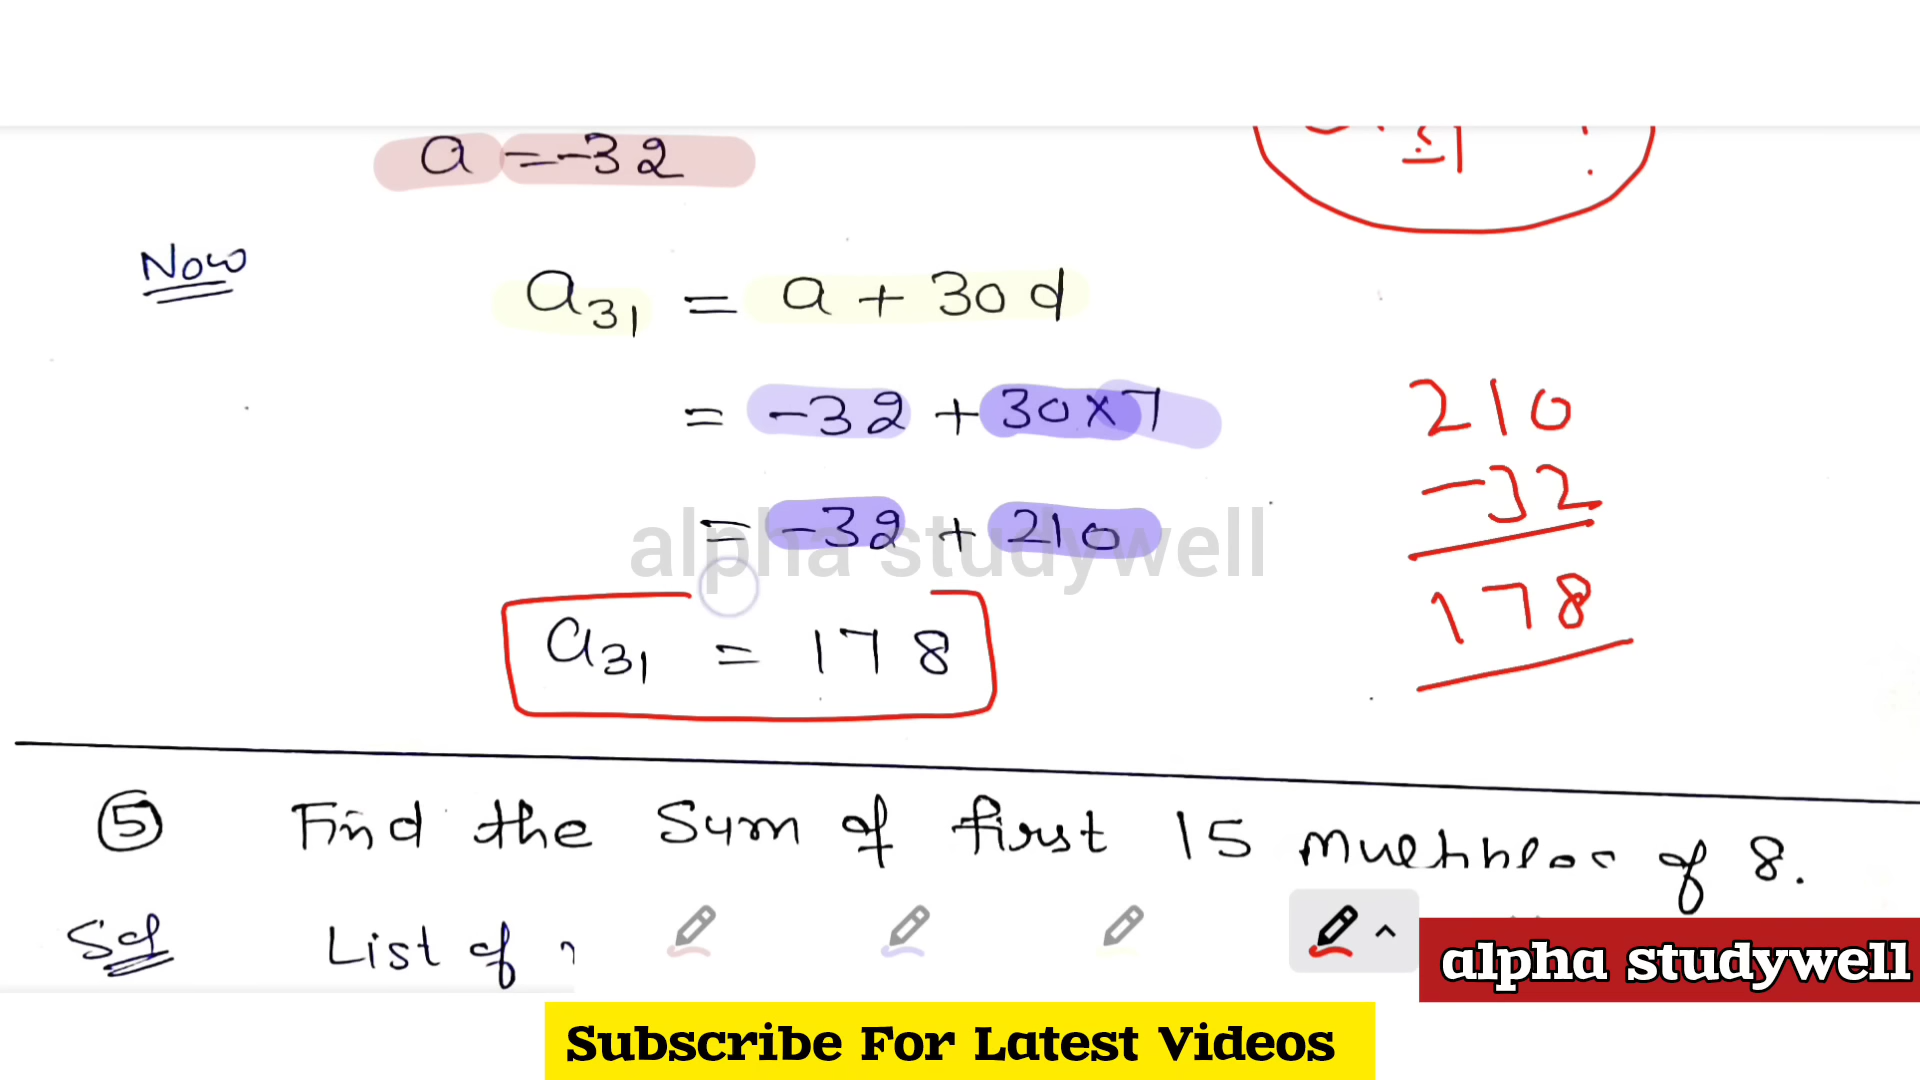 a = -32
Now
a31 = a + 30d
= -32 + 30×7
= -32 + 210
a31 = 178
210
-32
178
alpha studywell
⑤ Find the Sum of first 15 of 8.
Sol List of
alpha studywell
Subscribe For Latest Videos